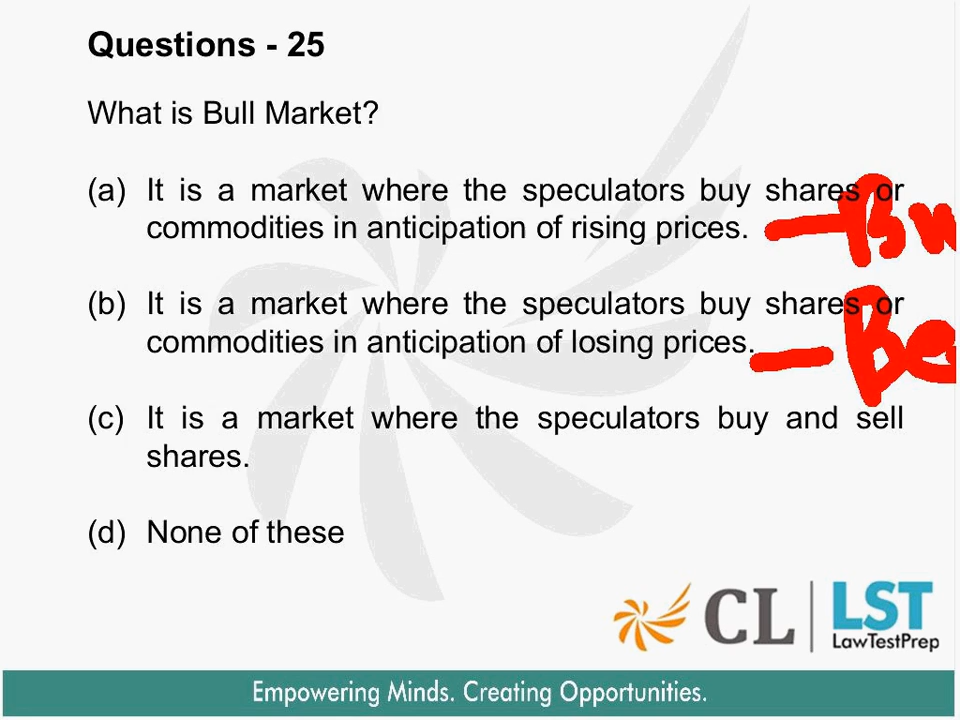 Questions - 25
What is Bull Market?
(a) It is a market where the speculators buy shares or
commodities in anticipation of rising prices.
(b) It is a market where the speculators buy shares or
commodities in anticipation of losing prices.
(c) It is a market where the speculators buy and sell
shares.
(d) None of these
CL LST
LawTestPrep
Empowering Minds. Creating Opportunities.